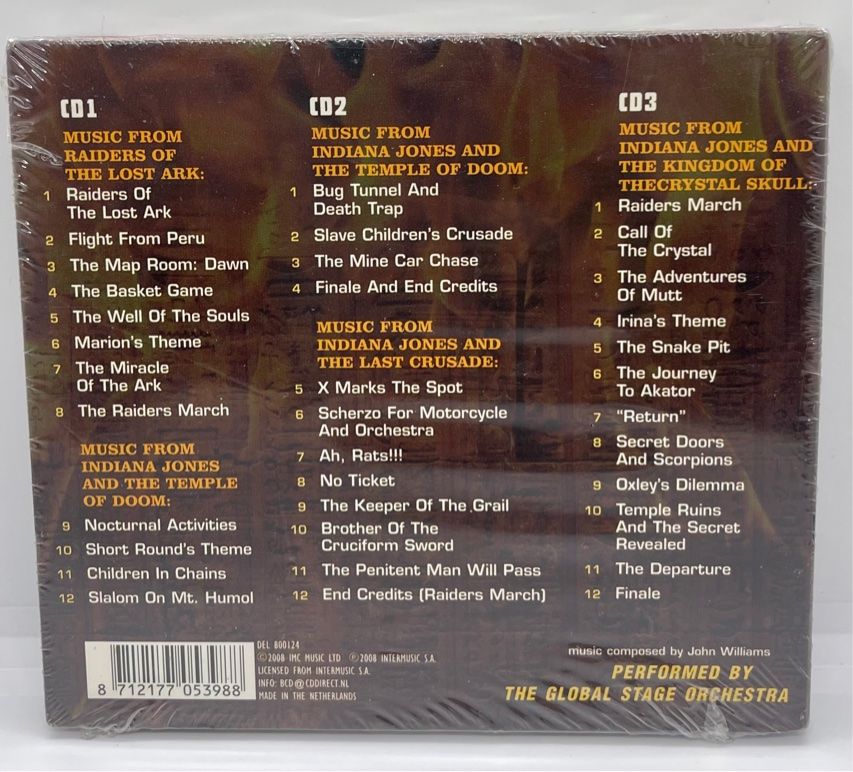 CD1
MUSIC FROM
RAIDERS OF
THE LOST ARK:
1 Raiders Of
The Lost Ark
2 Flight From Peru
3 The Map Room: Dawn
4 The Basket Game
5 The Well Of The Souls
6 Marion's Theme
7 The Miracle
Of The Ark
8 The Raiders March
MUSIC FROM
INDIANA JONES
AND THE TEMPLE
OF DOOM:
9 Nocturnal Activities
10 Short Round's Theme
11 Children In Chains
12 Slalom On Mt. Humol
CD2
MUSIC FROM
INDIANA JONES AND
THE TEMPLE OF DOOM:
1 Bug Tunnel And
Death Trap
2 Slave Children's Crusade
3 The Mine Car Chase
4 Finale And End Credits
MUSIC FROM
INDIANA JONES AND
THE LAST CRUSADE:
5 X Marks The Spot
6 Scherzo For Motorcycle
And Orchestra
7 Ah, Rats!!!
8 No Ticket
9 The Keeper Of The Grail
10 Brother Of The
Cruciform Sword
11 The Penitent Man Will Pass
12 End Credits (Raiders March)
CD3
MUSIC FROM
INDIANA JONES AND
THE KINGDOM OF
THECRYSTAL SKULL:
1 Raiders March
2 Call Of
The Crystal
3 The Adventures
Of Mutt
4 Irina's Theme
5 The Snake Pit
6 The Journey
To Akator
7 "Return"
8 Secret Doors
And Scorpions
9 Oxley's Dilemma
10 Temple Ruins
And The Secret
Revealed
11 The Departure
12 Finale
8 712177 053988
DEL 800124
©2008 IMC MUSIC LTD ℗2008 INTERMUSIC S.A.
LICENSED FROM INTERMUSIC S.A.
INFO: BCD@CDDIRECT.NL
MADE IN THE NETHERLANDS
music composed by John Williams
PERFORMED BY
THE GLOBAL STAGE ORCHESTRA